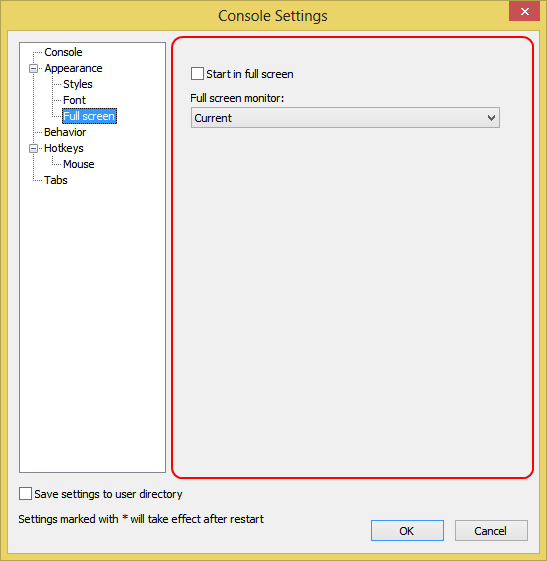 Console Settings
Console
Appearance
Styles
Font
Full screen
Behavior
Hotkeys
Mouse
Tabs
Start in full screen
Full screen monitor:
Current
Save settings to user directory
Settings marked with * will take effect after restart
OK
Cancel